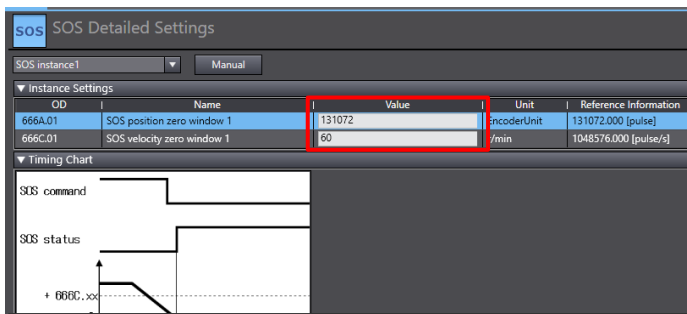 sos SOS Detailed Settings
SOS instance1 ▼ Manual
▼ Instance Settings
OD Name Value Unit Reference Information
666A.01 SOS position zero window 1 131072 EncoderUnit 131072.000 [pulse]
666C.01 SOS velocity zero window 1 60 r/min 1048576.000 [pulse/s]
▼ Timing Chart
SOS command
SOS status
+ 666C.xx